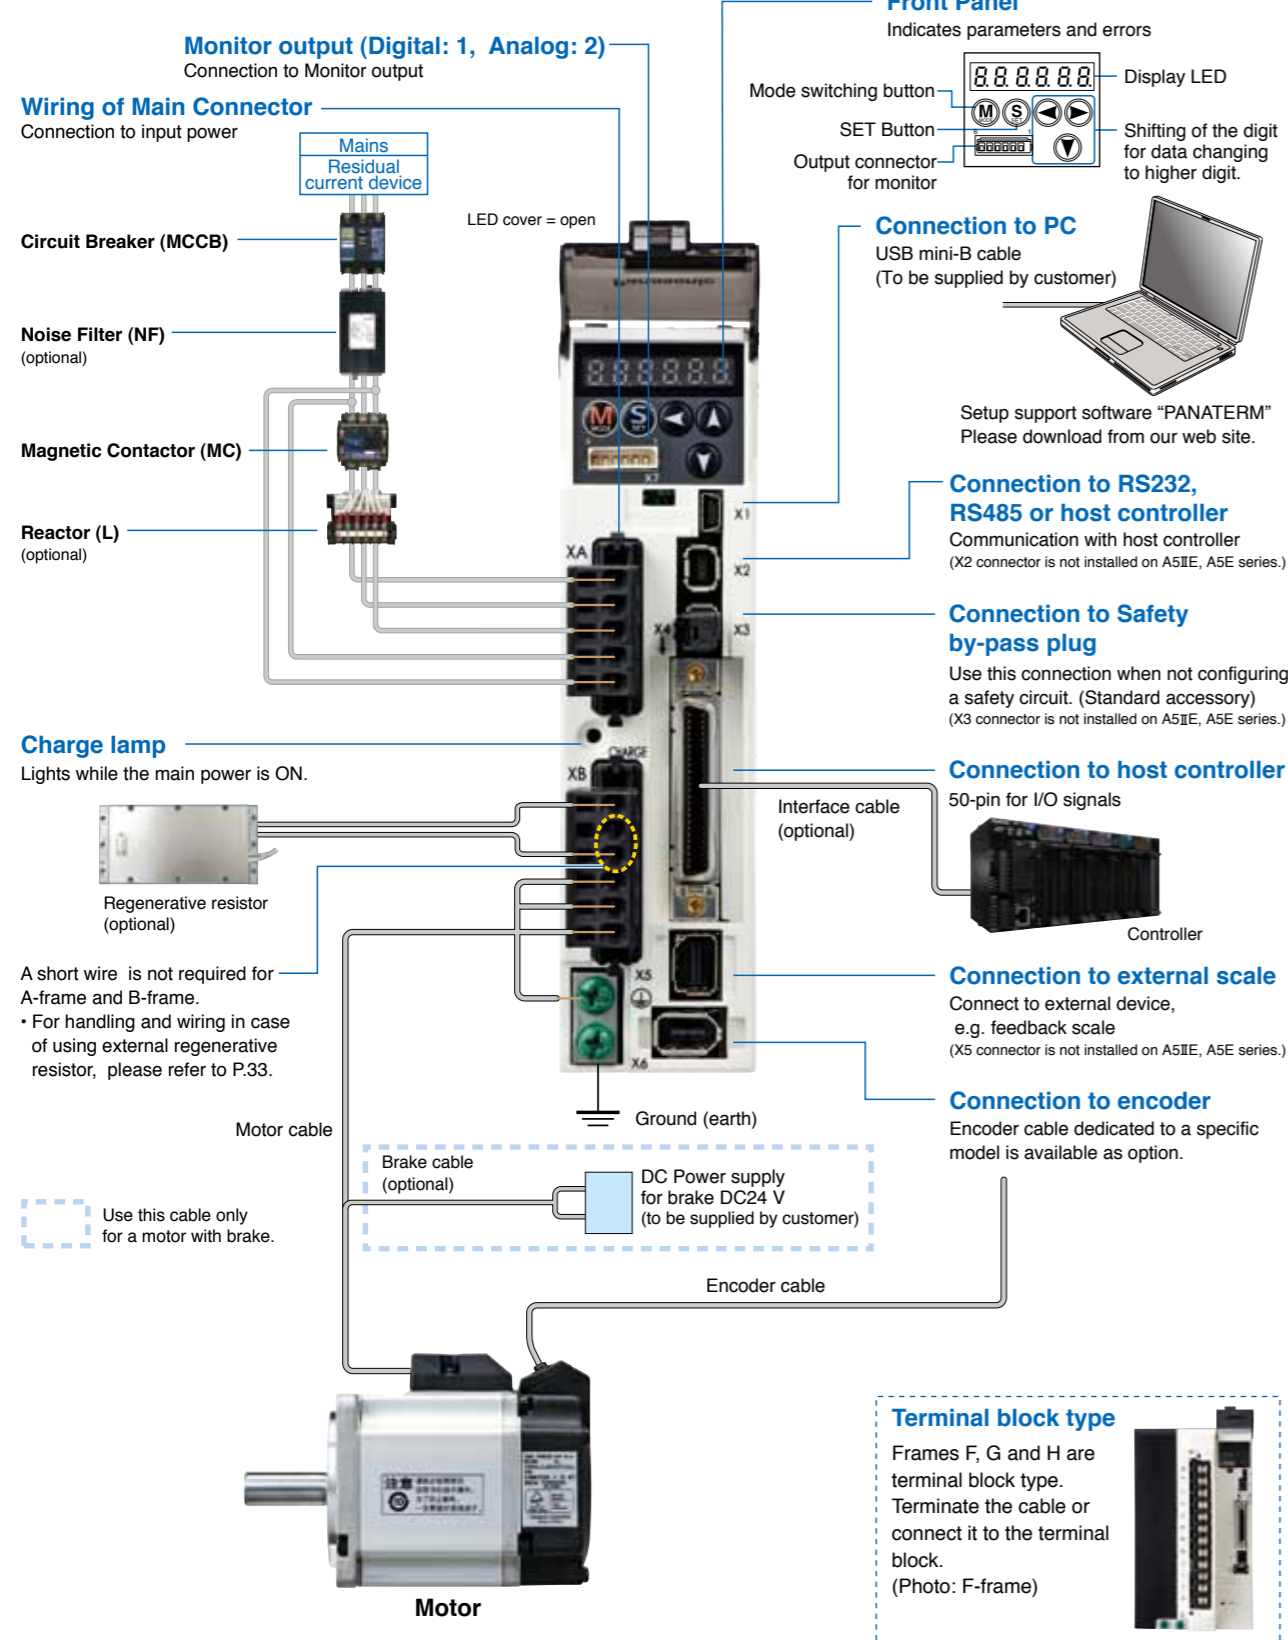 Front Panel
Indicates parameters and errors
Mode switching button
SET Button
Output connector
for monitor
Display LED
Shifting of the digit
for data changing
to higher digit.
M
MODE
S
SET
Monitor output (Digital: 1, Analog: 2)
Connection to Monitor output
Wiring of Main Connector
Connection to input power
Mains
Residual
current device
Circuit Breaker (MCCB)
Noise Filter (NF)
(optional)
Magnetic Contactor (MC)
Reactor (L)
(optional)
LED cover = open
Panasonic
M
MODE
S
SET
X7
X1
X2
X3
X4
XA
CHARGE
XB
X5
X6
Connection to PC
USB mini-B cable
(To be supplied by customer)
Setup support software “PANATERM”
Please download from our web site.
Connection to RS232,
RS485 or host controller
Communication with host controller
(X2 connector is not installed on A5ⅡE, A5E series.)
Connection to Safety
by-pass plug
Use this connection when not configuring
a safety circuit. (Standard accessory)
(X3 connector is not installed on A5ⅡE, A5E series.)
Charge lamp
Lights while the main power is ON.
Regenerative resistor
(optional)
A short wire is not required for
A-frame and B-frame.
• For handling and wiring in case
of using external regenerative
resistor, please refer to P.33.
Connection to host controller
50-pin for I/O signals
Interface cable
(optional)
Controller
Connection to external scale
Connect to external device,
e.g. feedback scale
(X5 connector is not installed on A5ⅡE, A5E series.)
Connection to encoder
Encoder cable dedicated to a specific
model is available as option.
Ground (earth)
Motor cable
Brake cable
(optional)
DC Power supply
for brake DC24 V
(to be supplied by customer)
Use this cable only
for a motor with brake.
Encoder cable
Motor
Terminal block type
Frames F, G and H are
terminal block type.
Terminate the cable or
connect it to the terminal
block.
(Photo: F-frame)